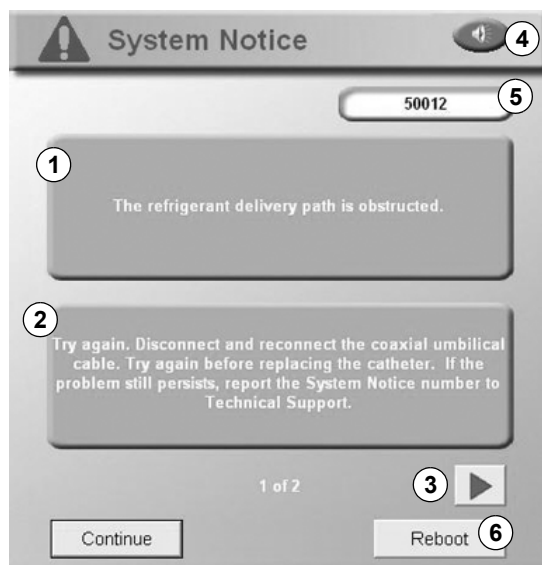 System Notice
4
50012
5
1
The refrigerant delivery path is obstructed.
2
Try again. Disconnect and reconnect the coaxial umbilical
cable. Try again before replacing the catheter. If the
problem still persists, report the System Notice number to
Technical Support.
1 of 2
3
Continue
Reboot
6